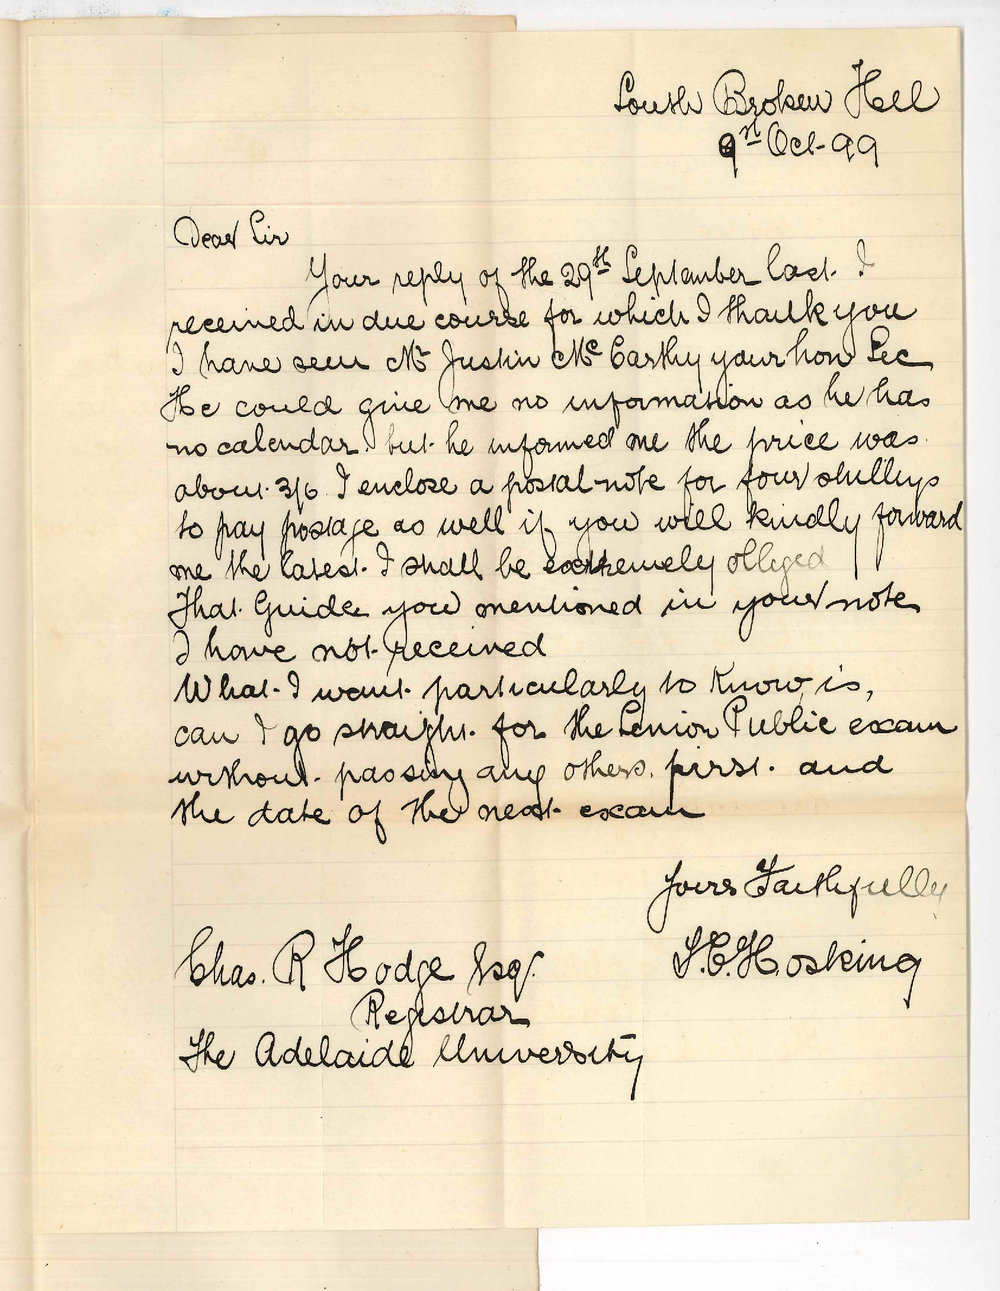 South Broken Hill
9st Oct-99
Dear Sir
Your reply of the 29th September last. I
received in due course for which I thank you
I have seen Mr Justin Mc Carthy your hon Sec
He could give me no information as he has
no calendar. but he informed me the price was
about 3/6 I enclose a postal note for four shillings
to pay postage as well if you will kindly forward
me the latest. I shall be extremely obliged
That Guide you mentioned in your note
I have not received
What I want particularly to Know, is,
can I go straight for the Senior Public exam
without passing any others. first. and
the date of the next exam
Yours Faithfully
S.C. Hosking
Chas. R Hodge Esq.
Registrar
The Adelaide University